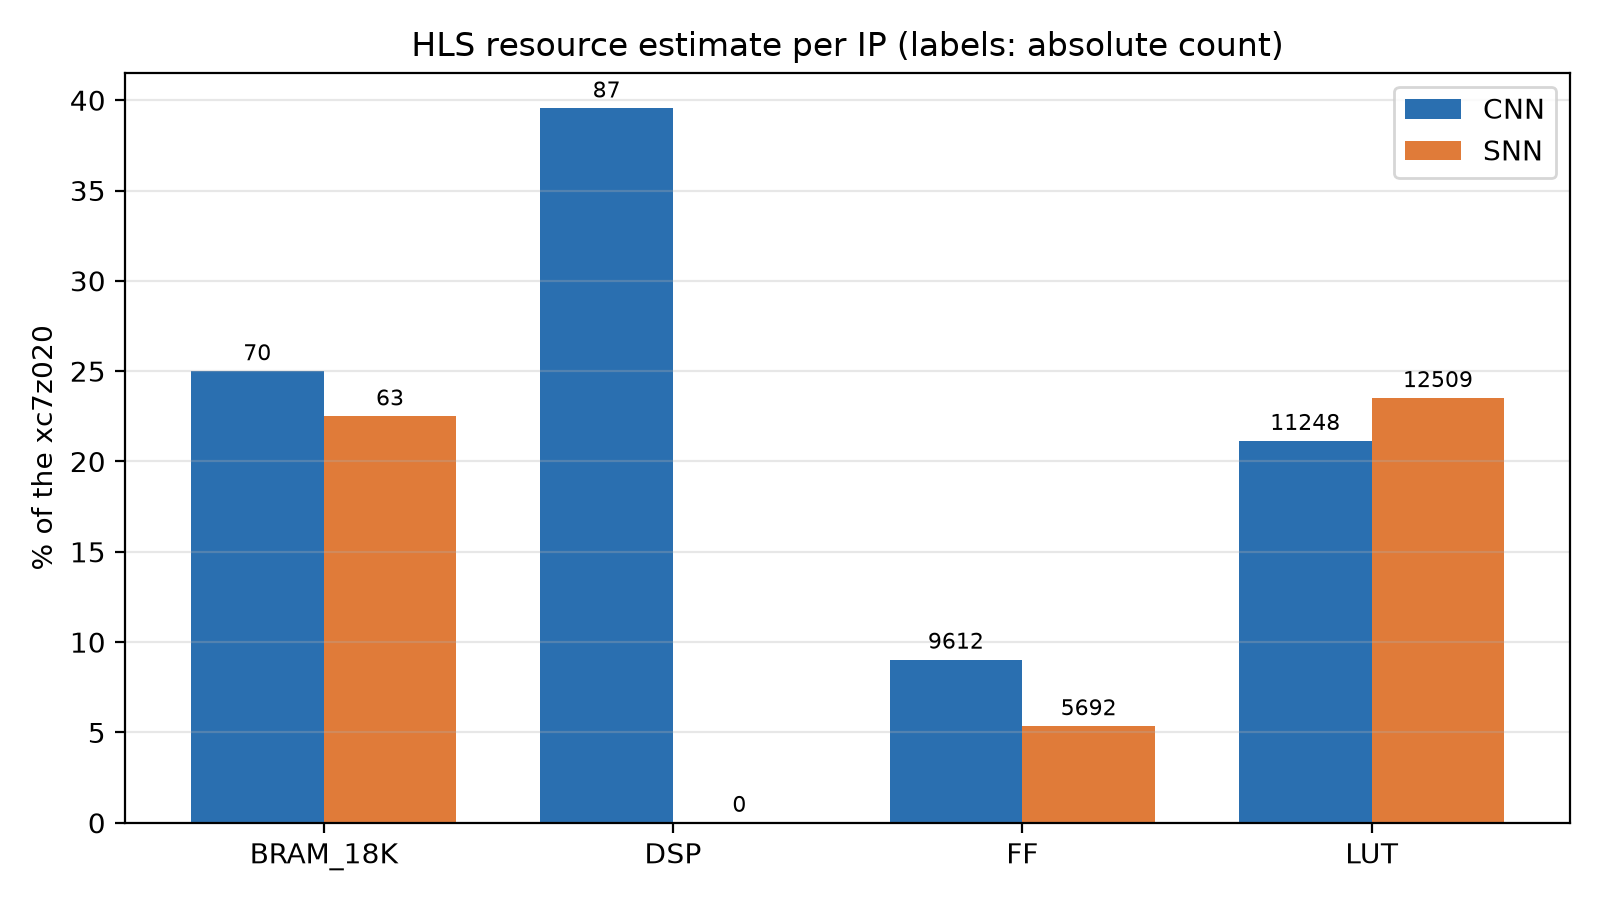 HLS resource estimate per IP (labels: absolute count)
% of the xc7z020
40
35
30
25
20
15
10
5
0
87
70
63
0
9612
5692
11248
12509
CNN
SNN
BRAM_18K
DSP
FF
LUT